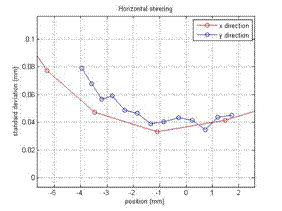 Horizontal steering
x direction
y direction
0.1
0.08
0.06
0.04
0.02
0
standard deviation [mm]
-6 -5 -4 -3 -2 -1 0 1 2
position [mm]